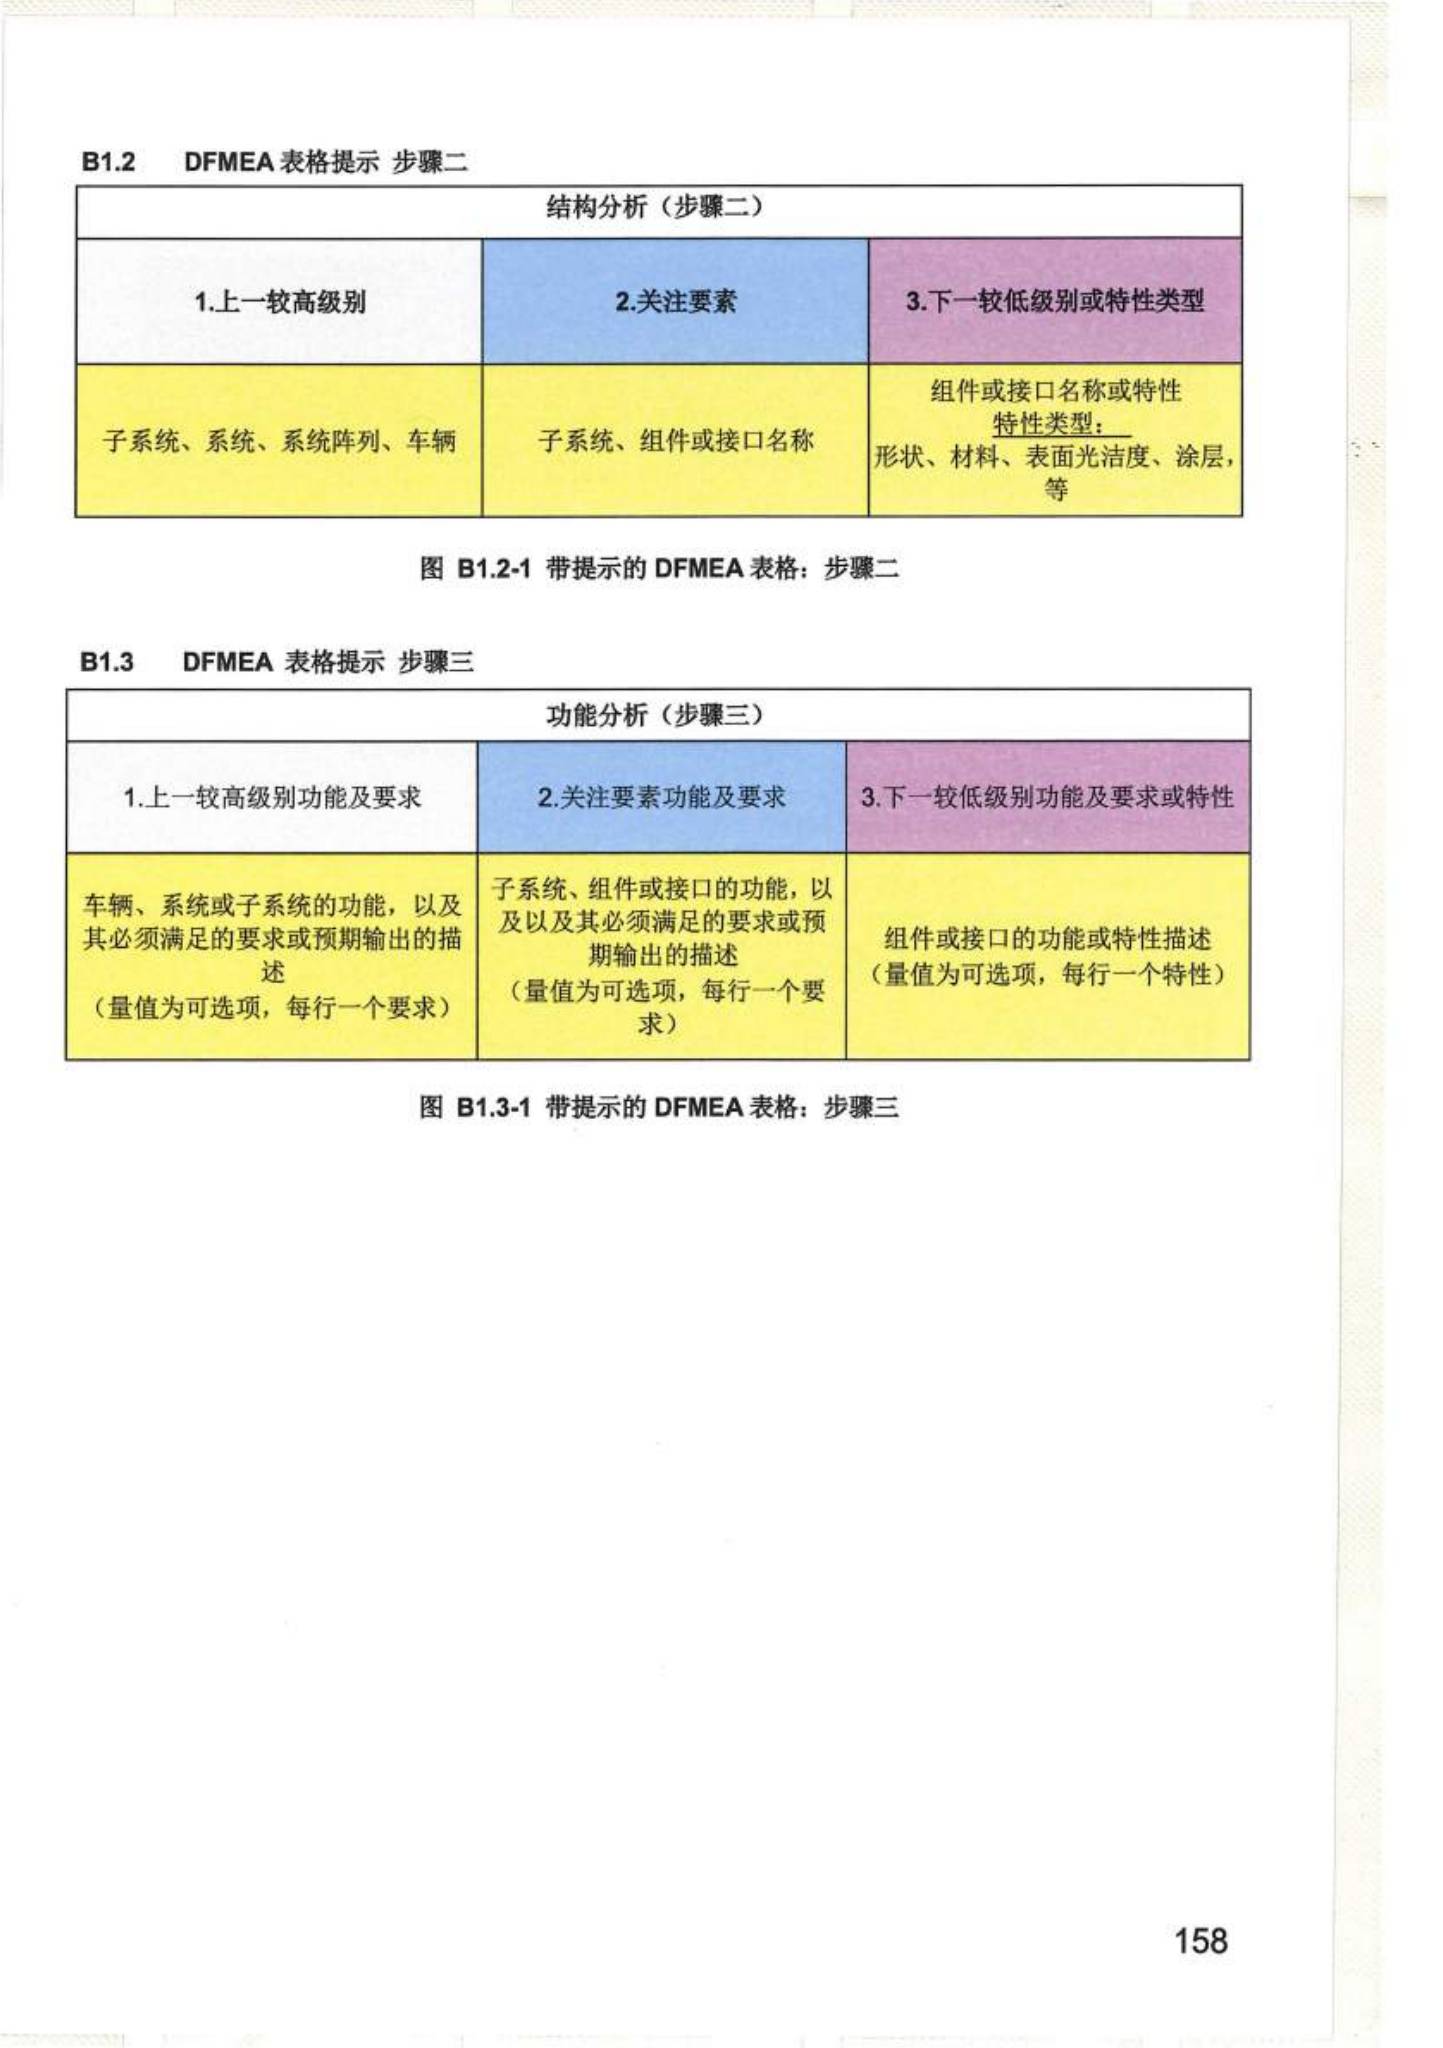 B1.2 DFMEA 表格提示 步骤二
结构分析（步骤二）
1.上一较高级别
2.关注要素
3.下一较低级别或特性类型
子系统、系统、系统阵列、车辆
子系统、组件或接口名称
组件或接口名称或特性
特性类型：
形状、材料、表面光洁度、涂层，
等
图 B1.2-1 带提示的 DFMEA 表格：步骤二
B1.3 DFMEA 表格提示 步骤三
功能分析（步骤三）
1.上一较高级别功能及要求
2.关注要素功能及要求
3.下一较低级别功能及要求或特性
车辆、系统或子系统的功能，以及
其必须满足的要求或预期输出的描
述
（量值为可选项，每行一个要求）
子系统、组件或接口的功能，以
及以及其必须满足的要求或预
期输出的描述
（量值为可选项，每行一个要
求）
组件或接口的功能或特性描述
（量值为可选项，每行一个特性）
图 B1.3-1 带提示的 DFMEA 表格：步骤三
158